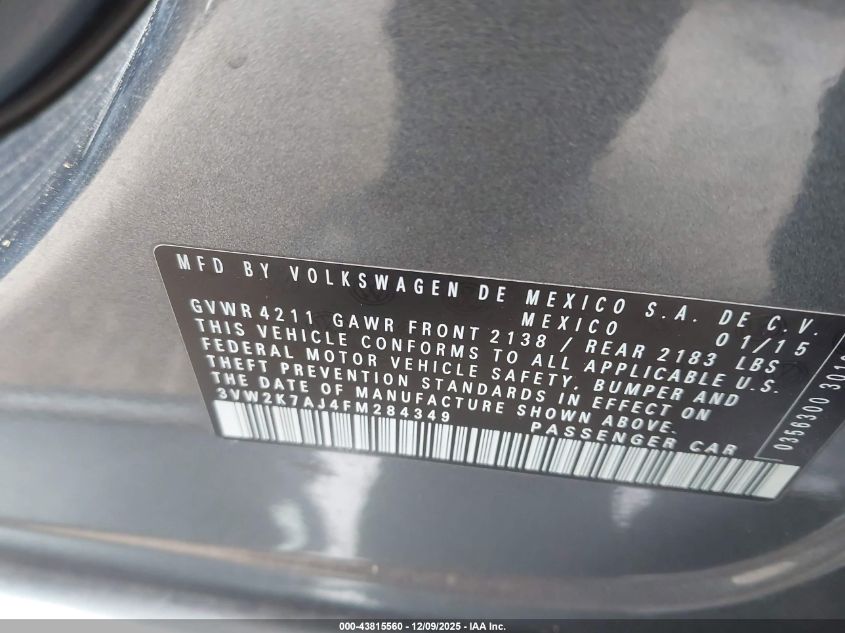 MFD BY VOLKSWAGEN DE MEXICO S.A. DE C.V.
MEXICO 01/15
GVWR 4211 GAWR FRONT 2138 / REAR 2183 LBS
THIS VEHICLE CONFORMS TO ALL APPLICABLE U.S.
FEDERAL MOTOR VEHICLE SAFETY, BUMPER AND
THEFT PREVENTION STANDARDS IN EFFECT ON
THE DATE OF MANUFACTURE SHOWN ABOVE.
3VW2K7AJ4FM284349 PASSENGER CAR
0356300
000-43815560 - 12/09/2025 - IAA Inc.